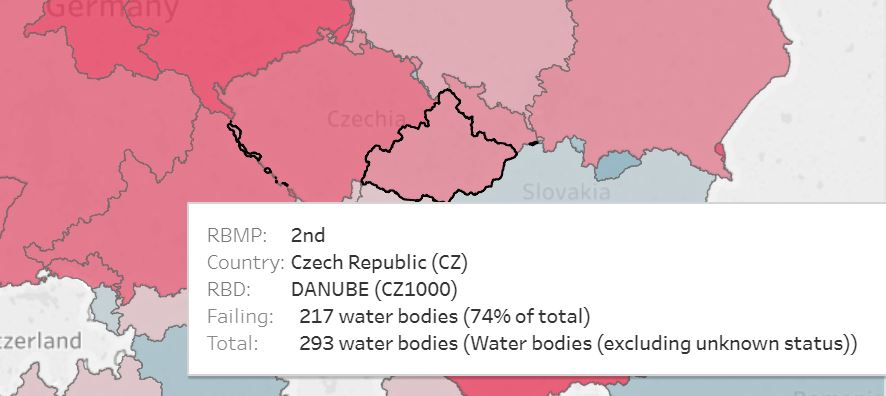 Germany
Czechia
Slovakia
RBMP: 2nd
Country: Czech Republic (CZ)
RBD: DANUBE (CZ1000)
Failing: 217 water bodies (74% of total)
tzerland
Total: 293 water bodies (Water bodies (excluding unknown status))